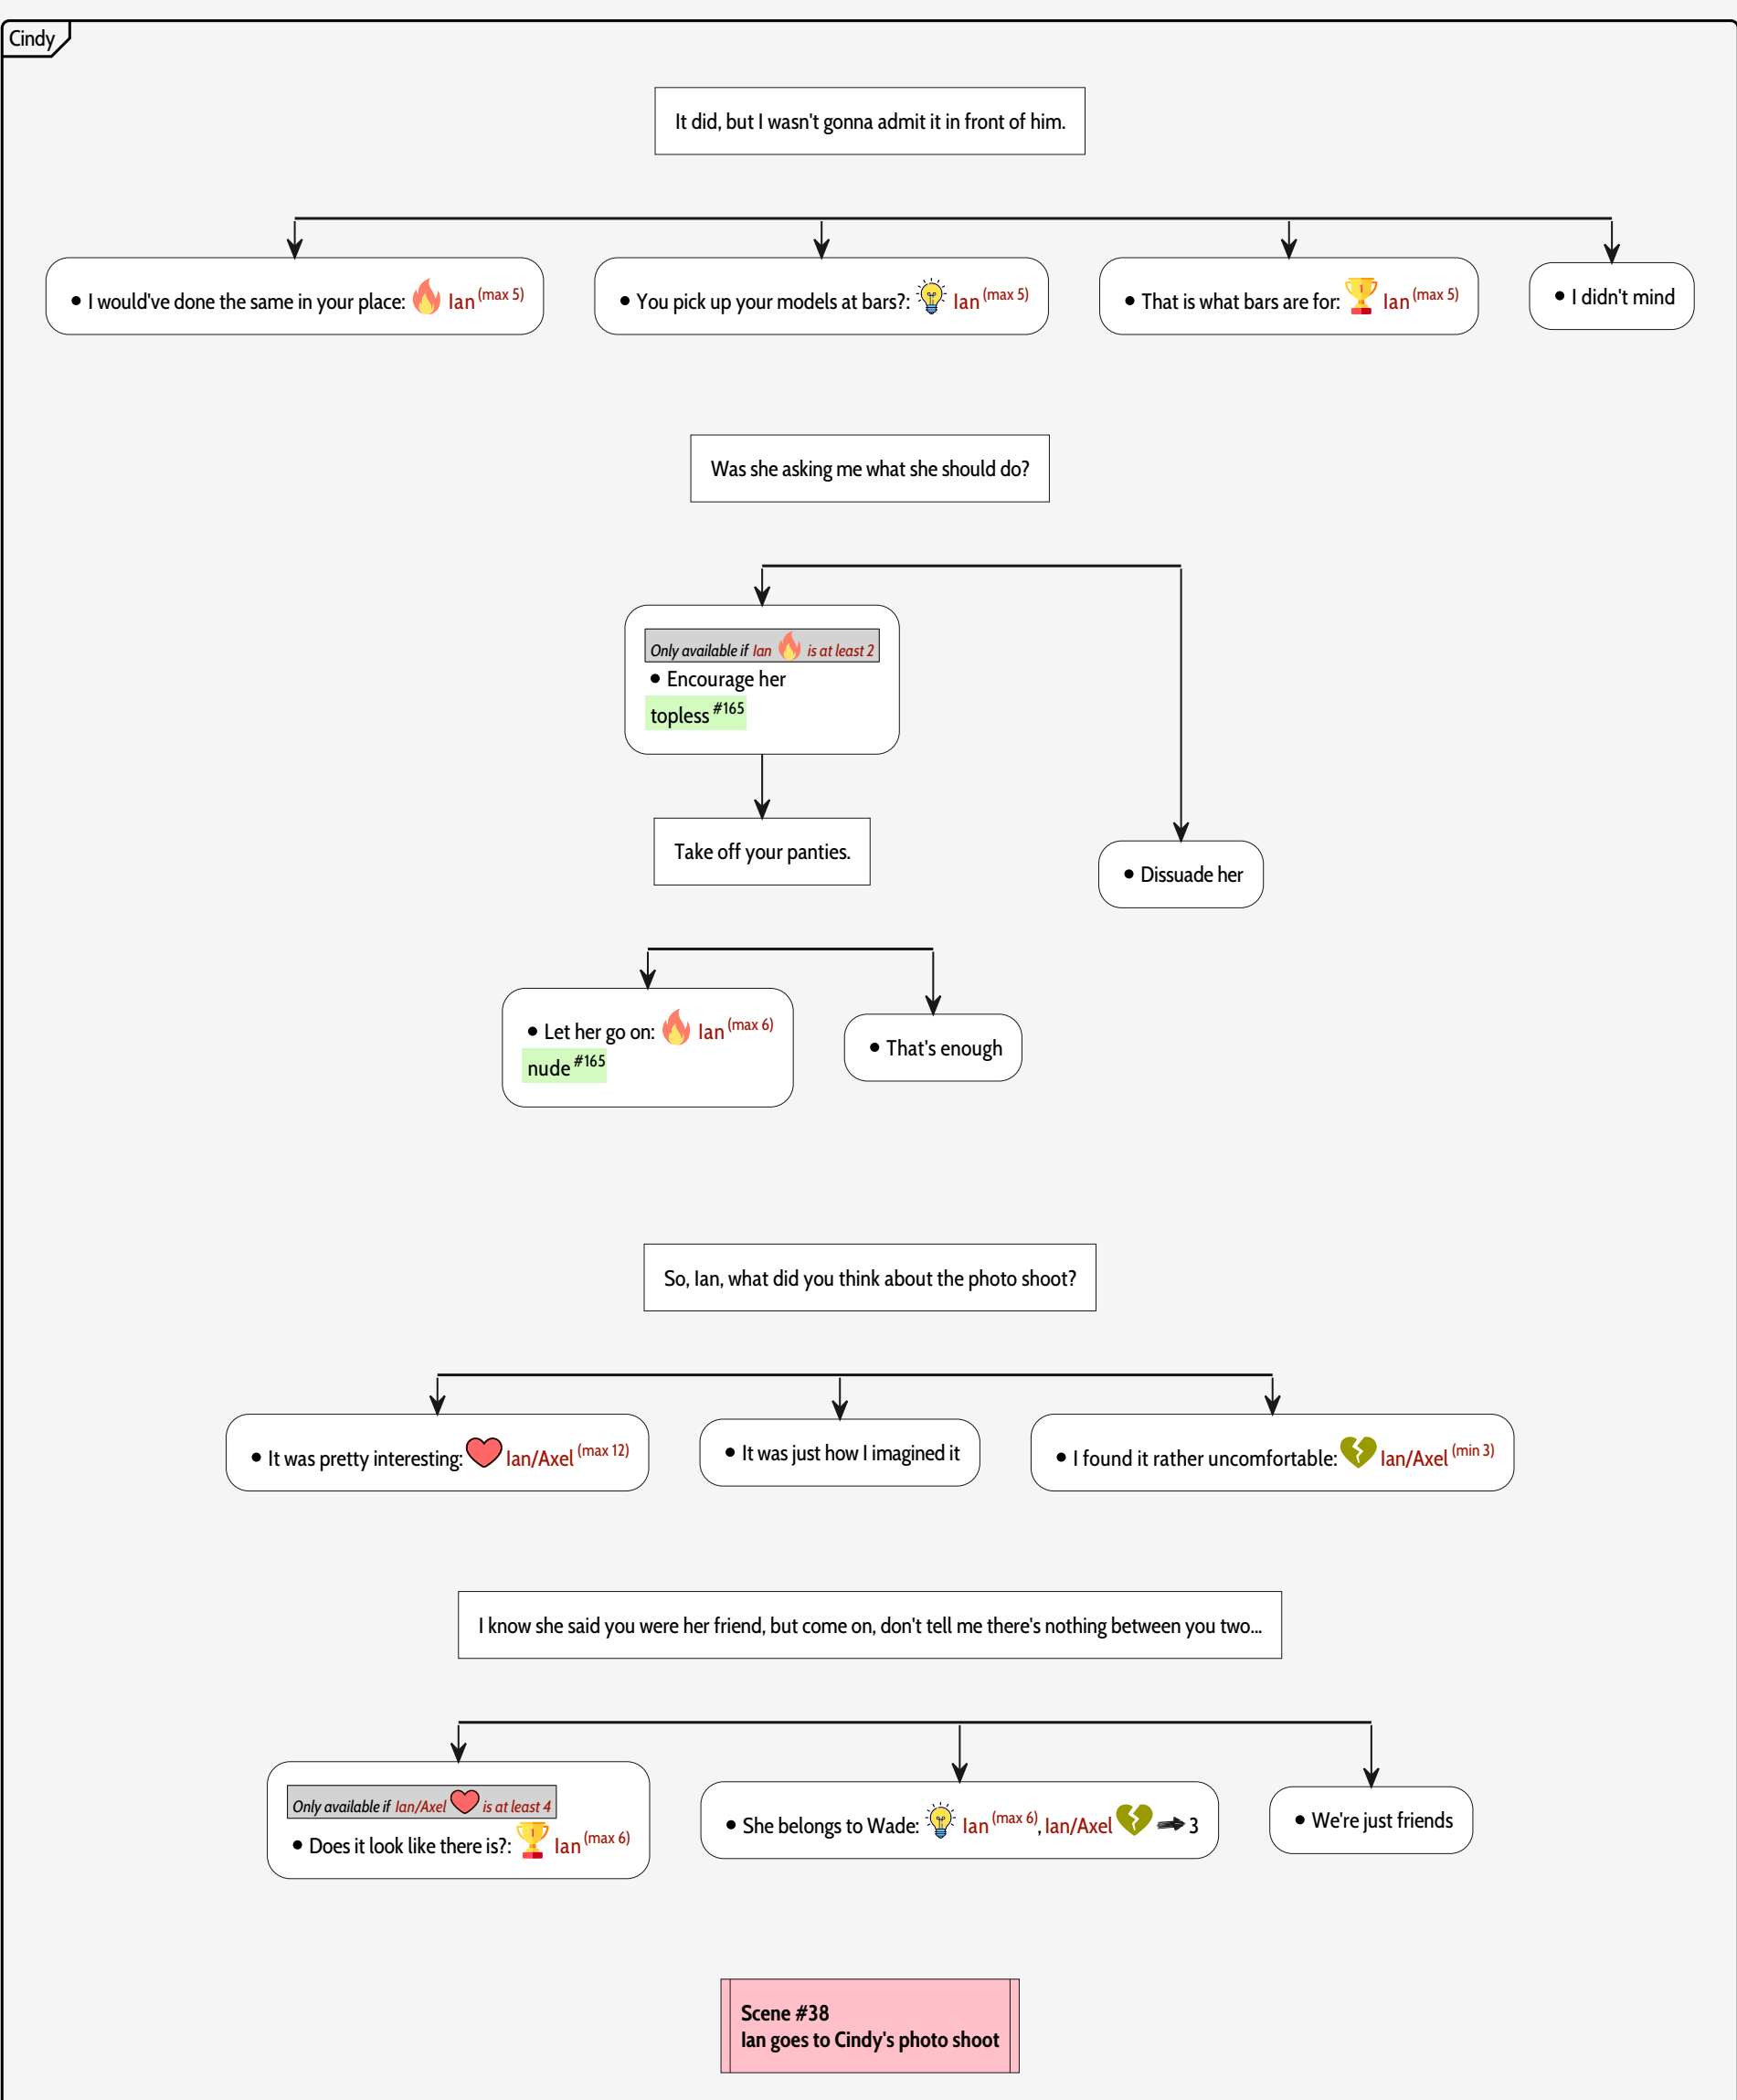 Cindy
It did, but I wasn't gonna admit it in front of him.
• I would've done the same in your place: Ian (max 5)
• You pick up your models at bars?: Ian (max 5)
• That is what bars are for: Ian (max 5)
• I didn't mind
Was she asking me what she should do?
Only available if Ian is at least 2
• Encourage her
topless #165
Take off your panties.
• Dissuade her
• Let her go on: Ian (max 6)
nude #165
• That's enough
So, Ian, what did you think about the photo shoot?
• It was pretty interesting: Ian/Axel (max 12)
• It was just how I imagined it
• I found it rather uncomfortable: Ian/Axel (min 3)
I know she said you were her friend, but come on, don't tell me there's nothing between you two...
Only available if Ian/Axel is at least 4
• Does it look like there is?: Ian (max 6)
• She belongs to Wade: Ian (max 6), Ian/Axel 3
• We're just friends
Scene #38
Ian goes to Cindy's photo shoot